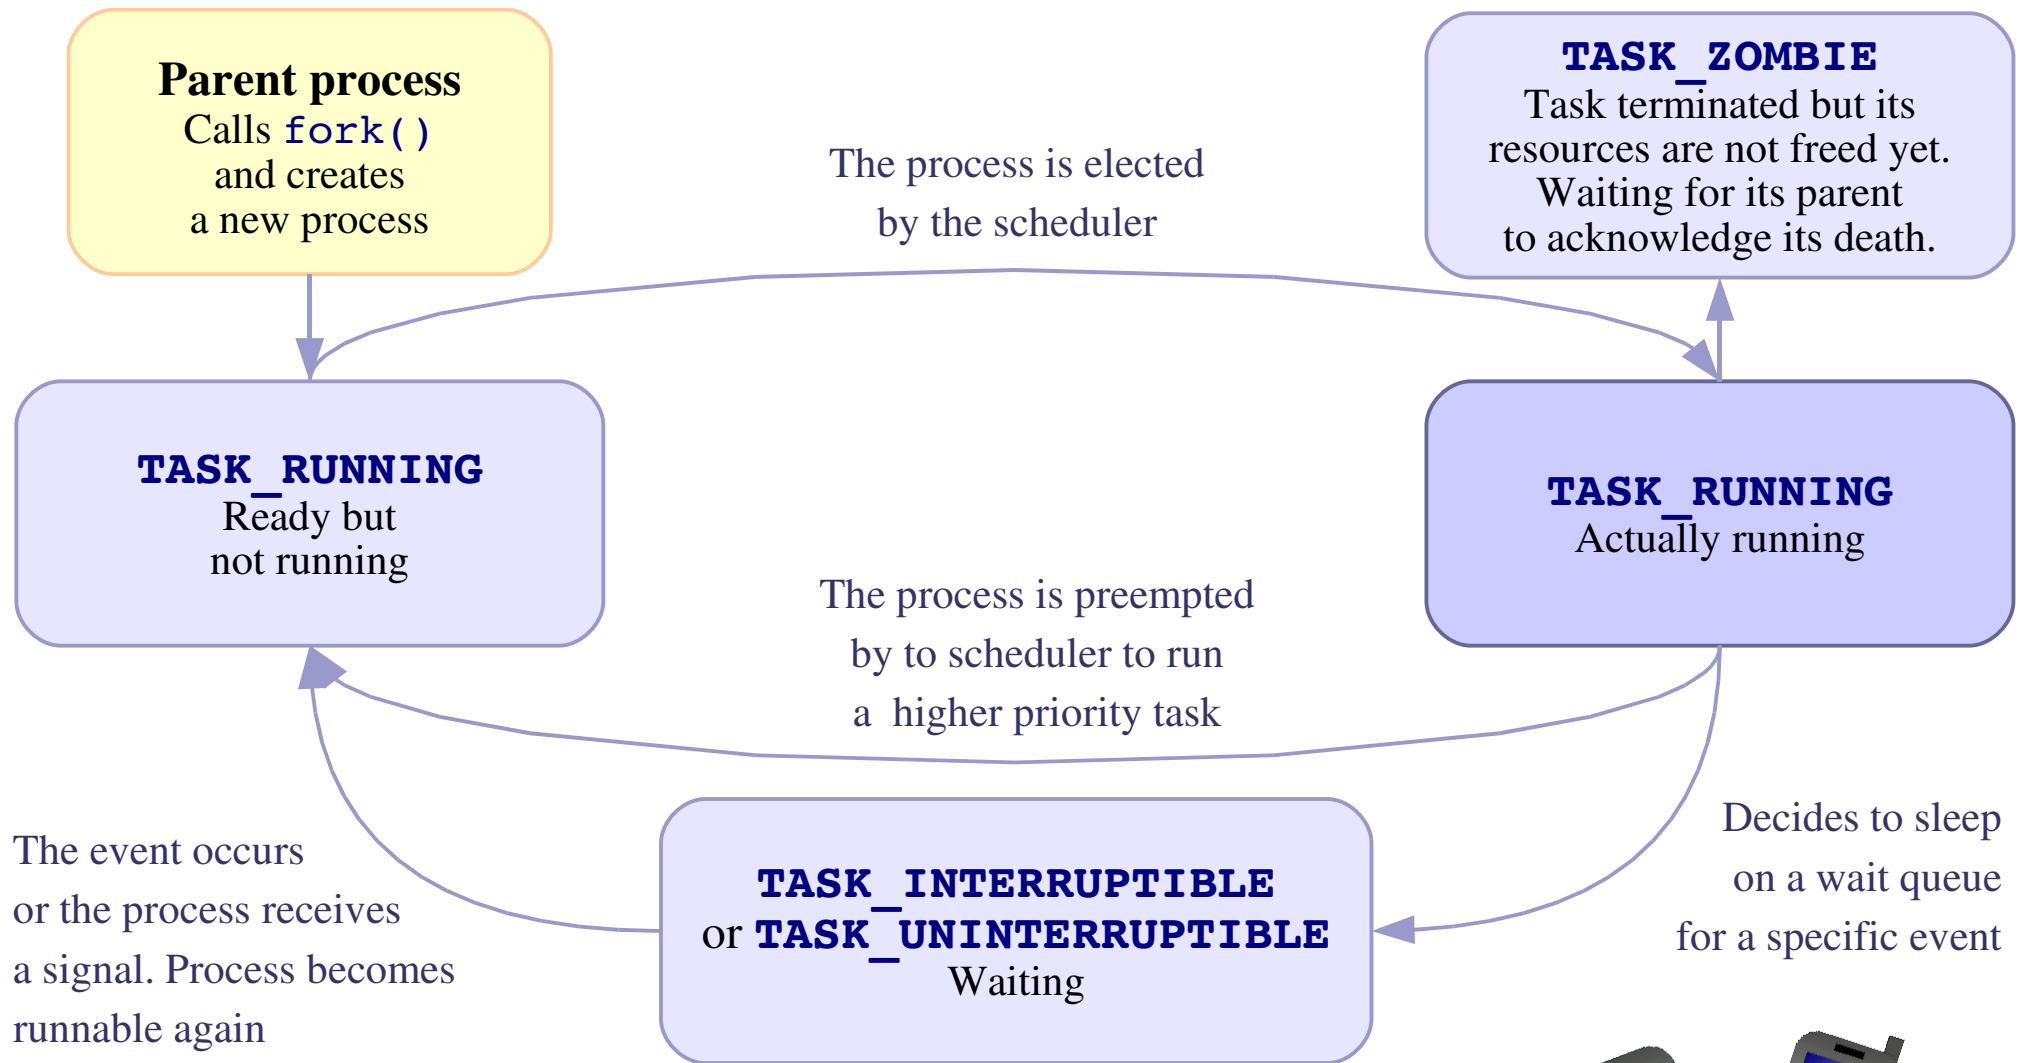 Parent process
Calls fork()
and creates
a new process
TASK_ZOMBIE
Task terminated but its
resources are not freed yet.
Waiting for its parent
to acknowledge its death.
The process is elected
by the scheduler
TASK_RUNNING
Ready but
not running
TASK_RUNNING
Actually running
The process is preempted
by to scheduler to run
a higher priority task
The event occurs
or the process receives
a signal. Process becomes
runnable again
TASK_INTERRUPTIBLE
or TASK_UNINTERRUPTIBLE
Waiting
Decides to sleep
on a wait queue
for a specific event